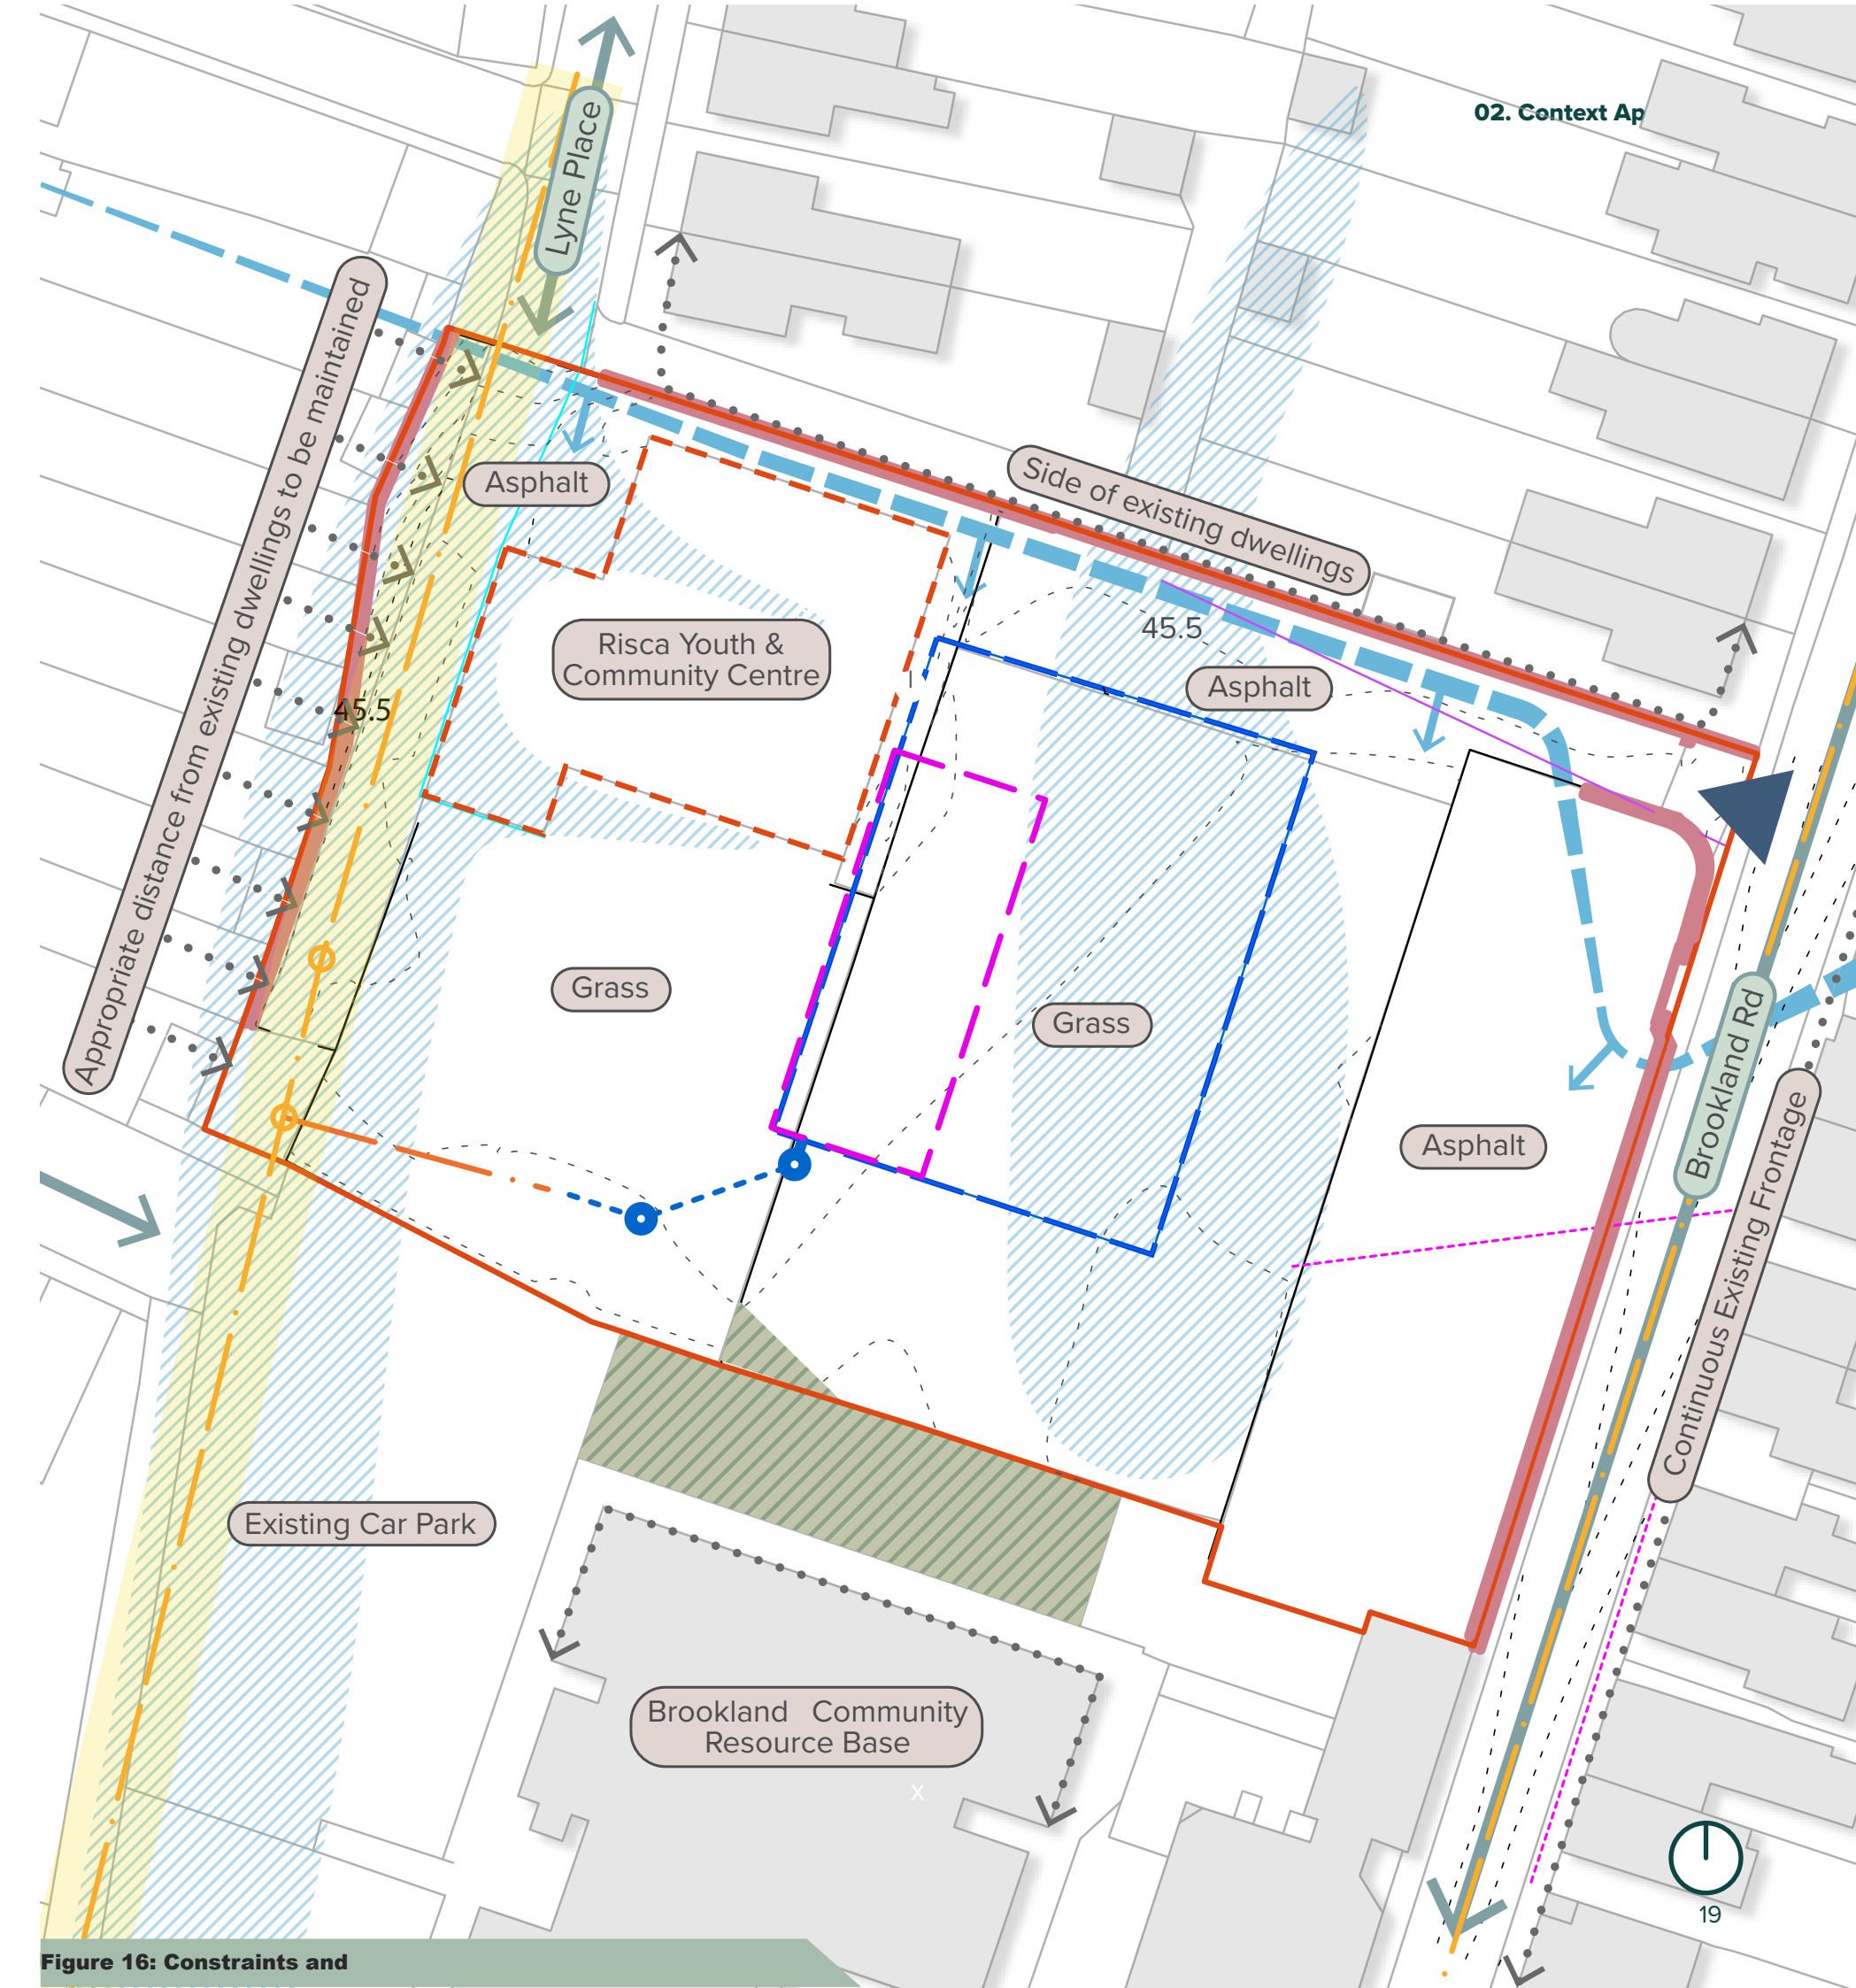 02. Context Ap
Lyne Place
Appropriate distance from existing dwellings to be maintained
Asphalt
Side of existing dwellings
45.5
Risca Youth &
Community Centre
Asphalt
45.5
Grass
Grass
Brookland Rd
Asphalt
Continuous Existing Frontage
Existing Car Park
Brookland Community
Resource Base
x
19
Figure 16: Constraints and